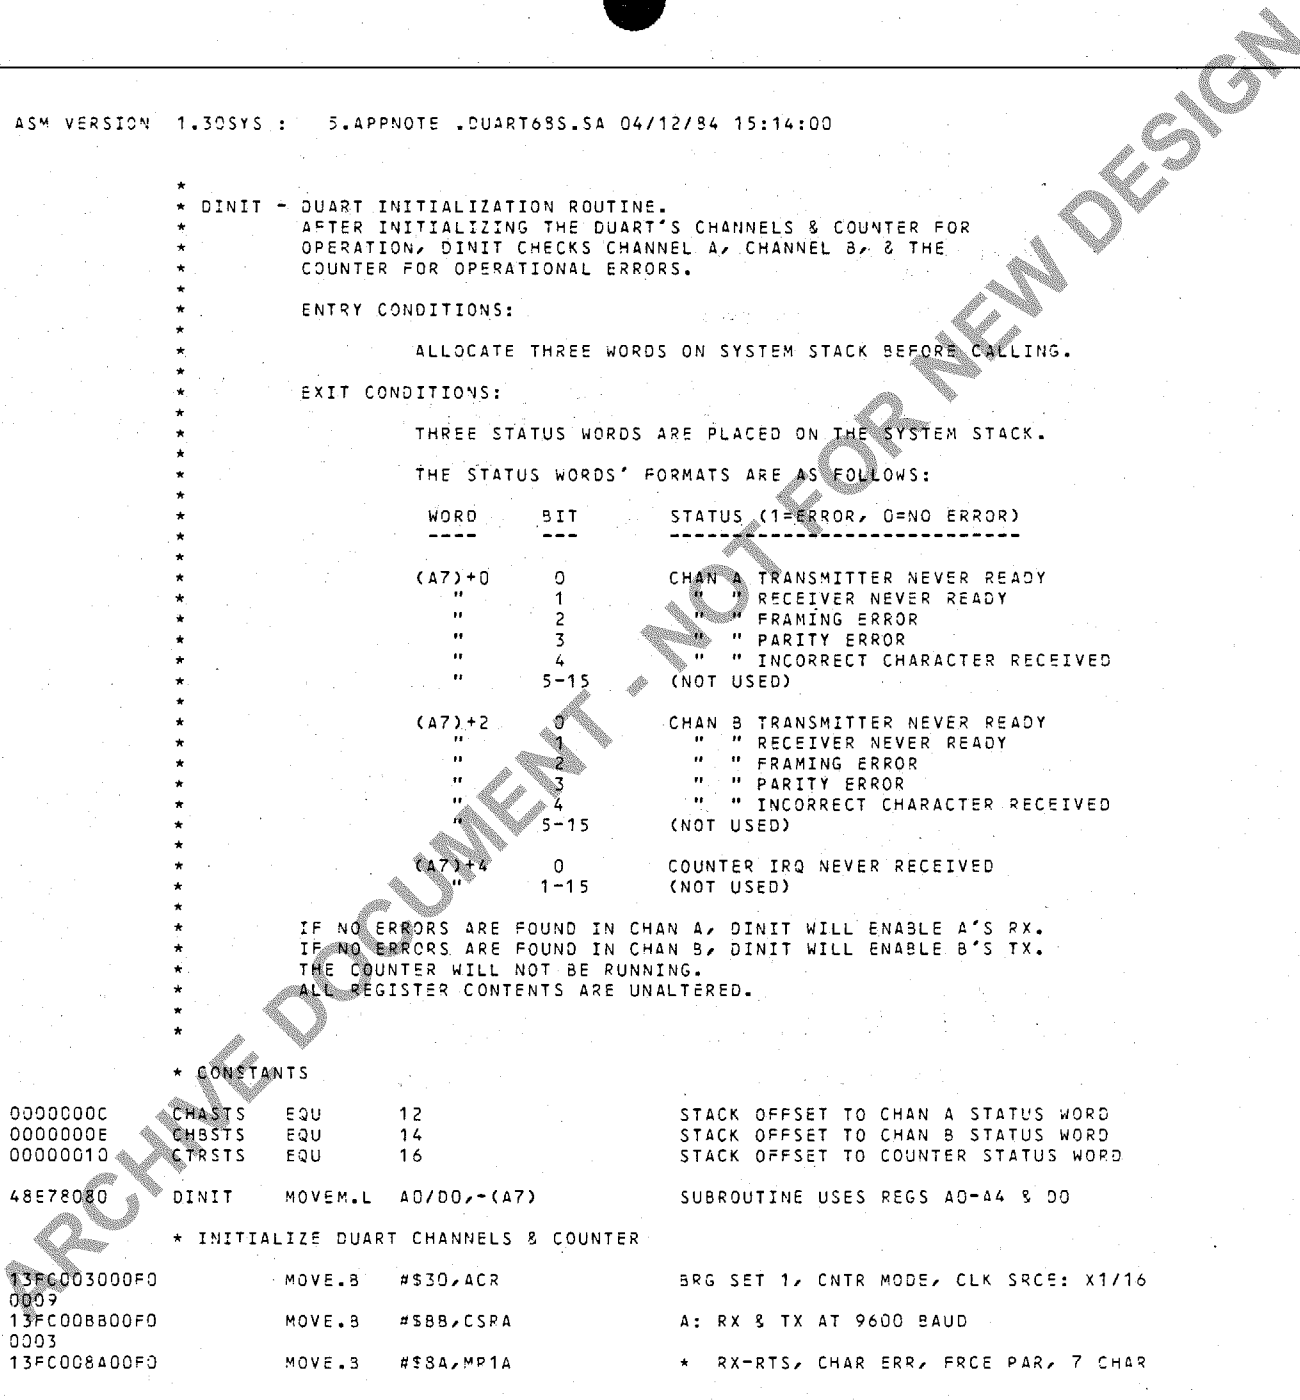 ASM VERSION 1.30SYS : 5.APPNOTE .DUART68S.SA 04/12/84 15:14:00
*
* DINIT - DUART INITIALIZATION ROUTINE.
* AFTER INITIALIZING THE DUART'S CHANNELS & COUNTER FOR
* OPERATION, DINIT CHECKS CHANNEL A, CHANNEL B, & THE
* COUNTER FOR OPERATIONAL ERRORS.
*
* ENTRY CONDITIONS:
*
* ALLOCATE THREE WORDS ON SYSTEM STACK BEFORE CALLING.
*
* EXIT CONDITIONS:
*
* THREE STATUS WORDS ARE PLACED ON THE SYSTEM STACK.
*
* THE STATUS WORDS' FORMATS ARE AS FOLLOWS:
*
* WORD BIT STATUS (1=ERROR, 0=NO ERROR)
* ---- --- ----------------------------
*
* (A7)+0 0 CHAN A TRANSMITTER NEVER READY
* " 1 " " RECEIVER NEVER READY
* " 2 " " FRAMING ERROR
* " 3 " " PARITY ERROR
* " 4 " " INCORRECT CHARACTER RECEIVED
* " 5-15 (NOT USED)
*
* (A7)+2 0 CHAN B TRANSMITTER NEVER READY
* " 1 " " RECEIVER NEVER READY
* " 2 " " FRAMING ERROR
* " 3 " " PARITY ERROR
* " 4 " " INCORRECT CHARACTER RECEIVED
* " 5-15 (NOT USED)
*
* (A7)+4 0 COUNTER IRQ NEVER RECEIVED
* " 1-15 (NOT USED)
*
* IF NO ERRORS ARE FOUND IN CHAN A, DINIT WILL ENABLE A'S RX.
* IF NO ERRORS ARE FOUND IN CHAN B, DINIT WILL ENABLE B'S TX.
* THE COUNTER WILL NOT BE RUNNING.
* ALL REGISTER CONTENTS ARE UNALTERED.
*
*
* CONSTANTS
0000000C CHASTS EQU 12 STACK OFFSET TO CHAN A STATUS WORD
0000000E CHBSTS EQU 14 STACK OFFSET TO CHAN B STATUS WORD
00000010 CTRSTS EQU 16 STACK OFFSET TO COUNTER STATUS WORD
48E78080 DINIT MOVEM.L A0/D0,-(A7) SUBROUTINE USES REGS A0-A4 & D0
* INITIALIZE DUART CHANNELS & COUNTER
13FC003000F0 MOVE.B #$30,ACR BRG SET 1, CNTR MODE, CLK SRCE: X1/16
0009
13FC00BB00F0 MOVE.B #$BB,CSRA A: RX & TX AT 9600 BAUD
0003
13FC008A00F0 MOVE.B #$8A,MR1A * RX-RTS, CHAR ERR, FRCE PAR, 7 CHAR
ARCHIVE DOCUMENT - NOT FOR NEW DESIGN